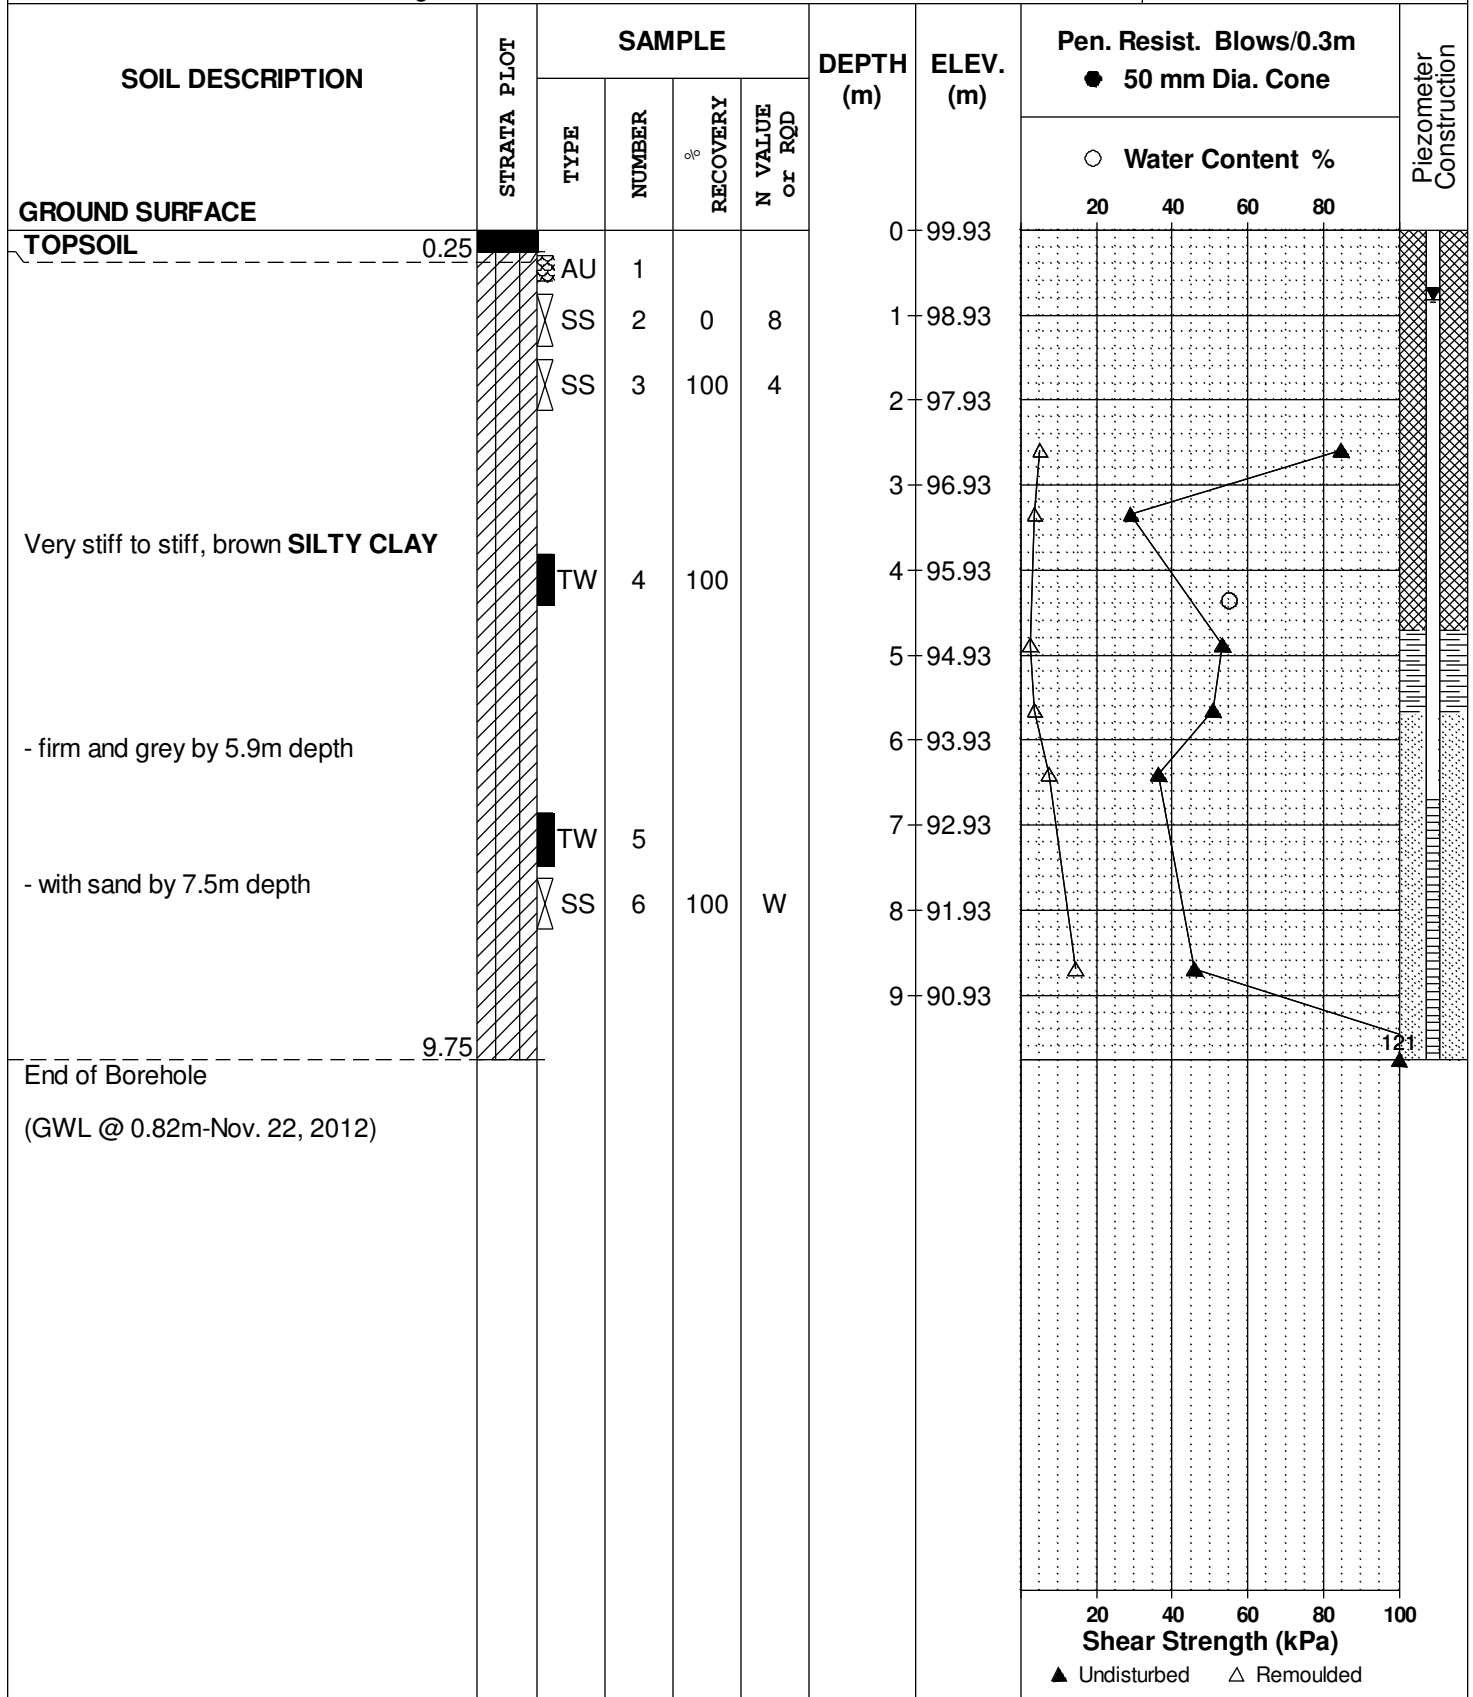 SOIL DESCRIPTION
GROUND SURFACE
STRATA PLOT
SAMPLE
TYPE
NUMBER
% RECOVERY
N VALUE or RQD
DEPTH (m)
ELEV. (m)
Pen. Resist. Blows/0.3m
● 50 mm Dia. Cone
○ Water Content %
20 40 60 80
Piezometer Construction
TOPSOIL 0.25
0 99.93
AU 1
SS 2 0 8
1 98.93
SS 3 100 4
2 97.93
3 96.93
Very stiff to stiff, brown SILTY CLAY
TW 4 100
4 95.93
5 94.93
- firm and grey by 5.9m depth
6 93.93
7 92.93
TW 5
- with sand by 7.5m depth
SS 6 100 W
8 91.93
9 90.93
9.75
121
End of Borehole
(GWL @ 0.82m-Nov. 22, 2012)
20 40 60 80 100
Shear Strength (kPa)
▲ Undisturbed △ Remoulded